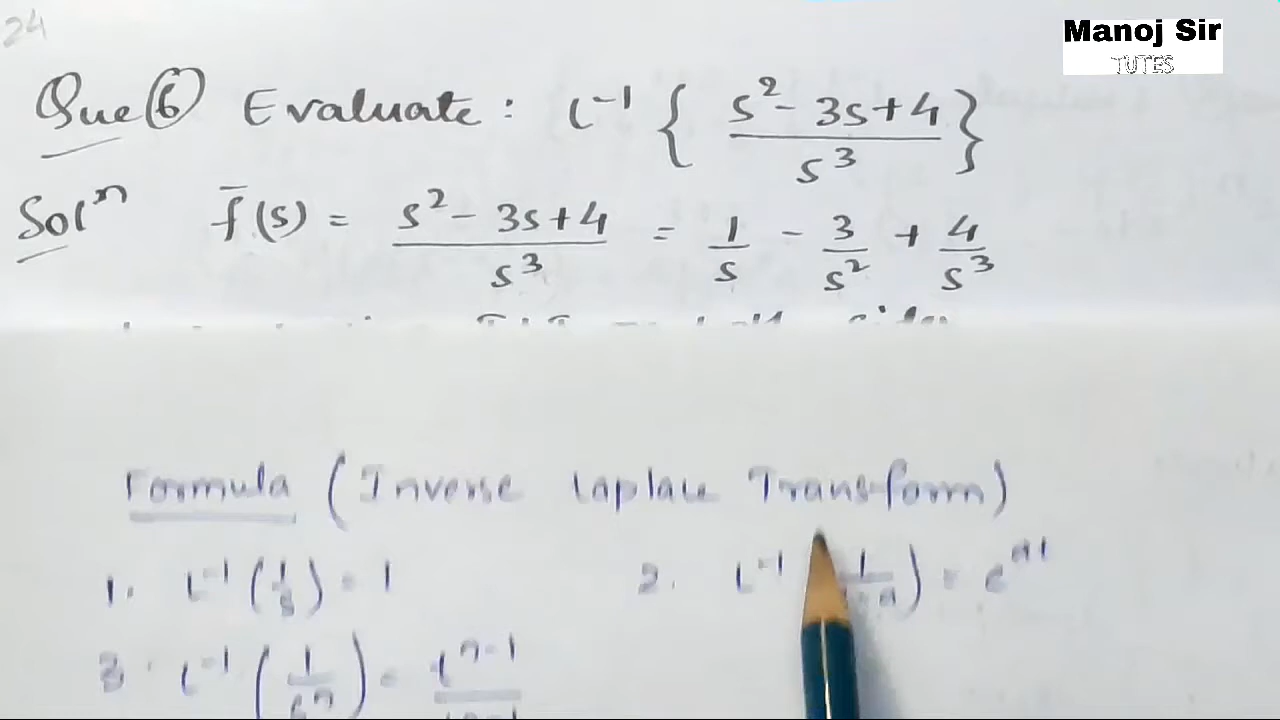 24
Manoj Sir
TUTES
Que 6 Evaluate : L⁻¹ { s² - 3s + 4 / s³ }
Solⁿ f̄(s) = s² - 3s + 4 / s³ = 1/s - 3/s² + 4/s³
Formula (Inverse Laplace Transform)
1. L⁻¹ (1/s) = 1 2. L⁻¹ 1/ -a) = e^at
3. L⁻¹ (1/sⁿ) = tⁿ⁻¹